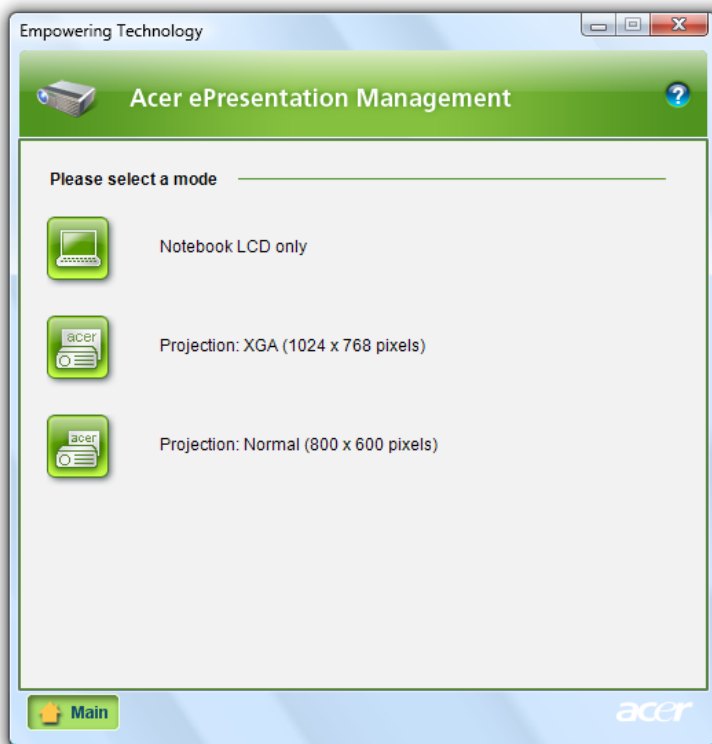 Empowering Technology
Acer ePresentation Management
?
Please select a mode
Notebook LCD only
acer
Projection: XGA (1024 x 768 pixels)
acer
Projection: Normal (800 x 600 pixels)
Main
acer